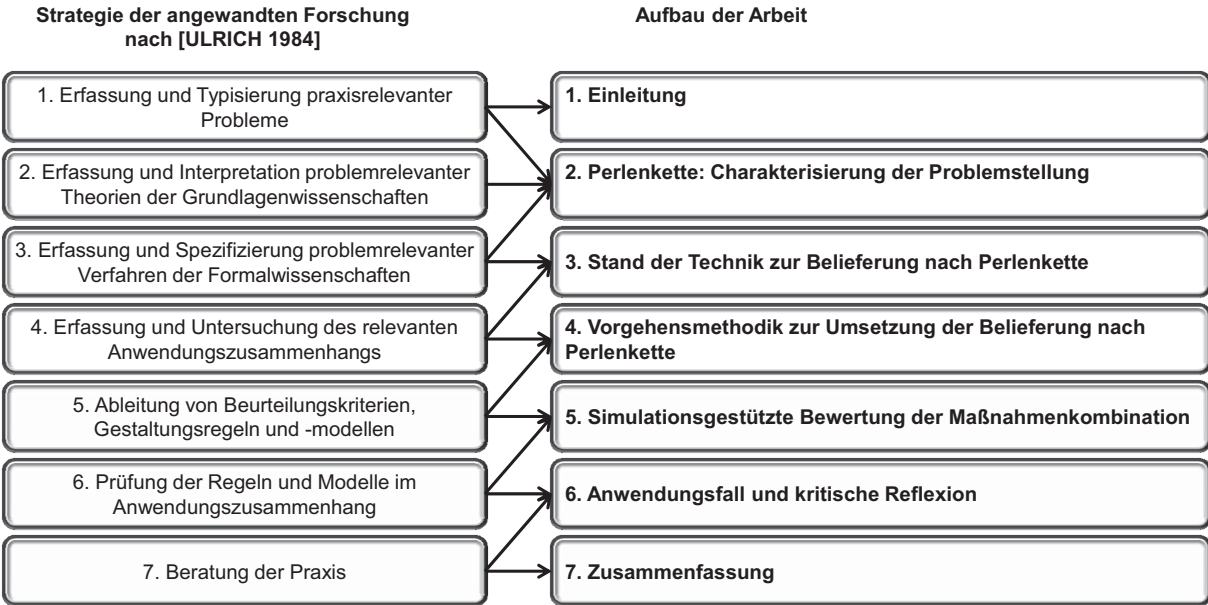 Strategie der angewandten Forschung
nach [ULRICH 1984]
Aufbau der Arbeit
1. Erfassung und Typisierung praxisrelevanter
Probleme
1. Einleitung
2. Erfassung und Interpretation problemrelevanter
Theorien der Grundlagenwissenschaften
2. Perlenkette: Charakterisierung der Problemstellung
3. Erfassung und Spezifizierung problemrelevanter
Verfahren der Formalwissenschaften
3. Stand der Technik zur Belieferung nach Perlenkette
4. Erfassung und Untersuchung des relevanten
Anwendungszusammenhangs
4. Vorgehensmethodik zur Umsetzung der Belieferung nach
Perlenkette
5. Ableitung von Beurteilungskriterien,
Gestaltungsregeln und -modellen
5. Simulationsgestützte Bewertung der Maßnahmenkombination
6. Prüfung der Regeln und Modelle im
Anwendungszusammenhang
6. Anwendungsfall und kritische Reflexion
7. Beratung der Praxis
7. Zusammenfassung